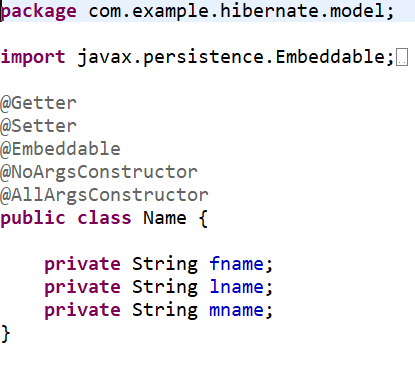 package com.example.hibernate.model;
import javax.persistence.Embeddable;
@Getter
@Setter
@Embeddable
@NoArgsConstructor
@AllArgsConstructor
public class Name {
private String fname;
private String lname;
private String mname;
}